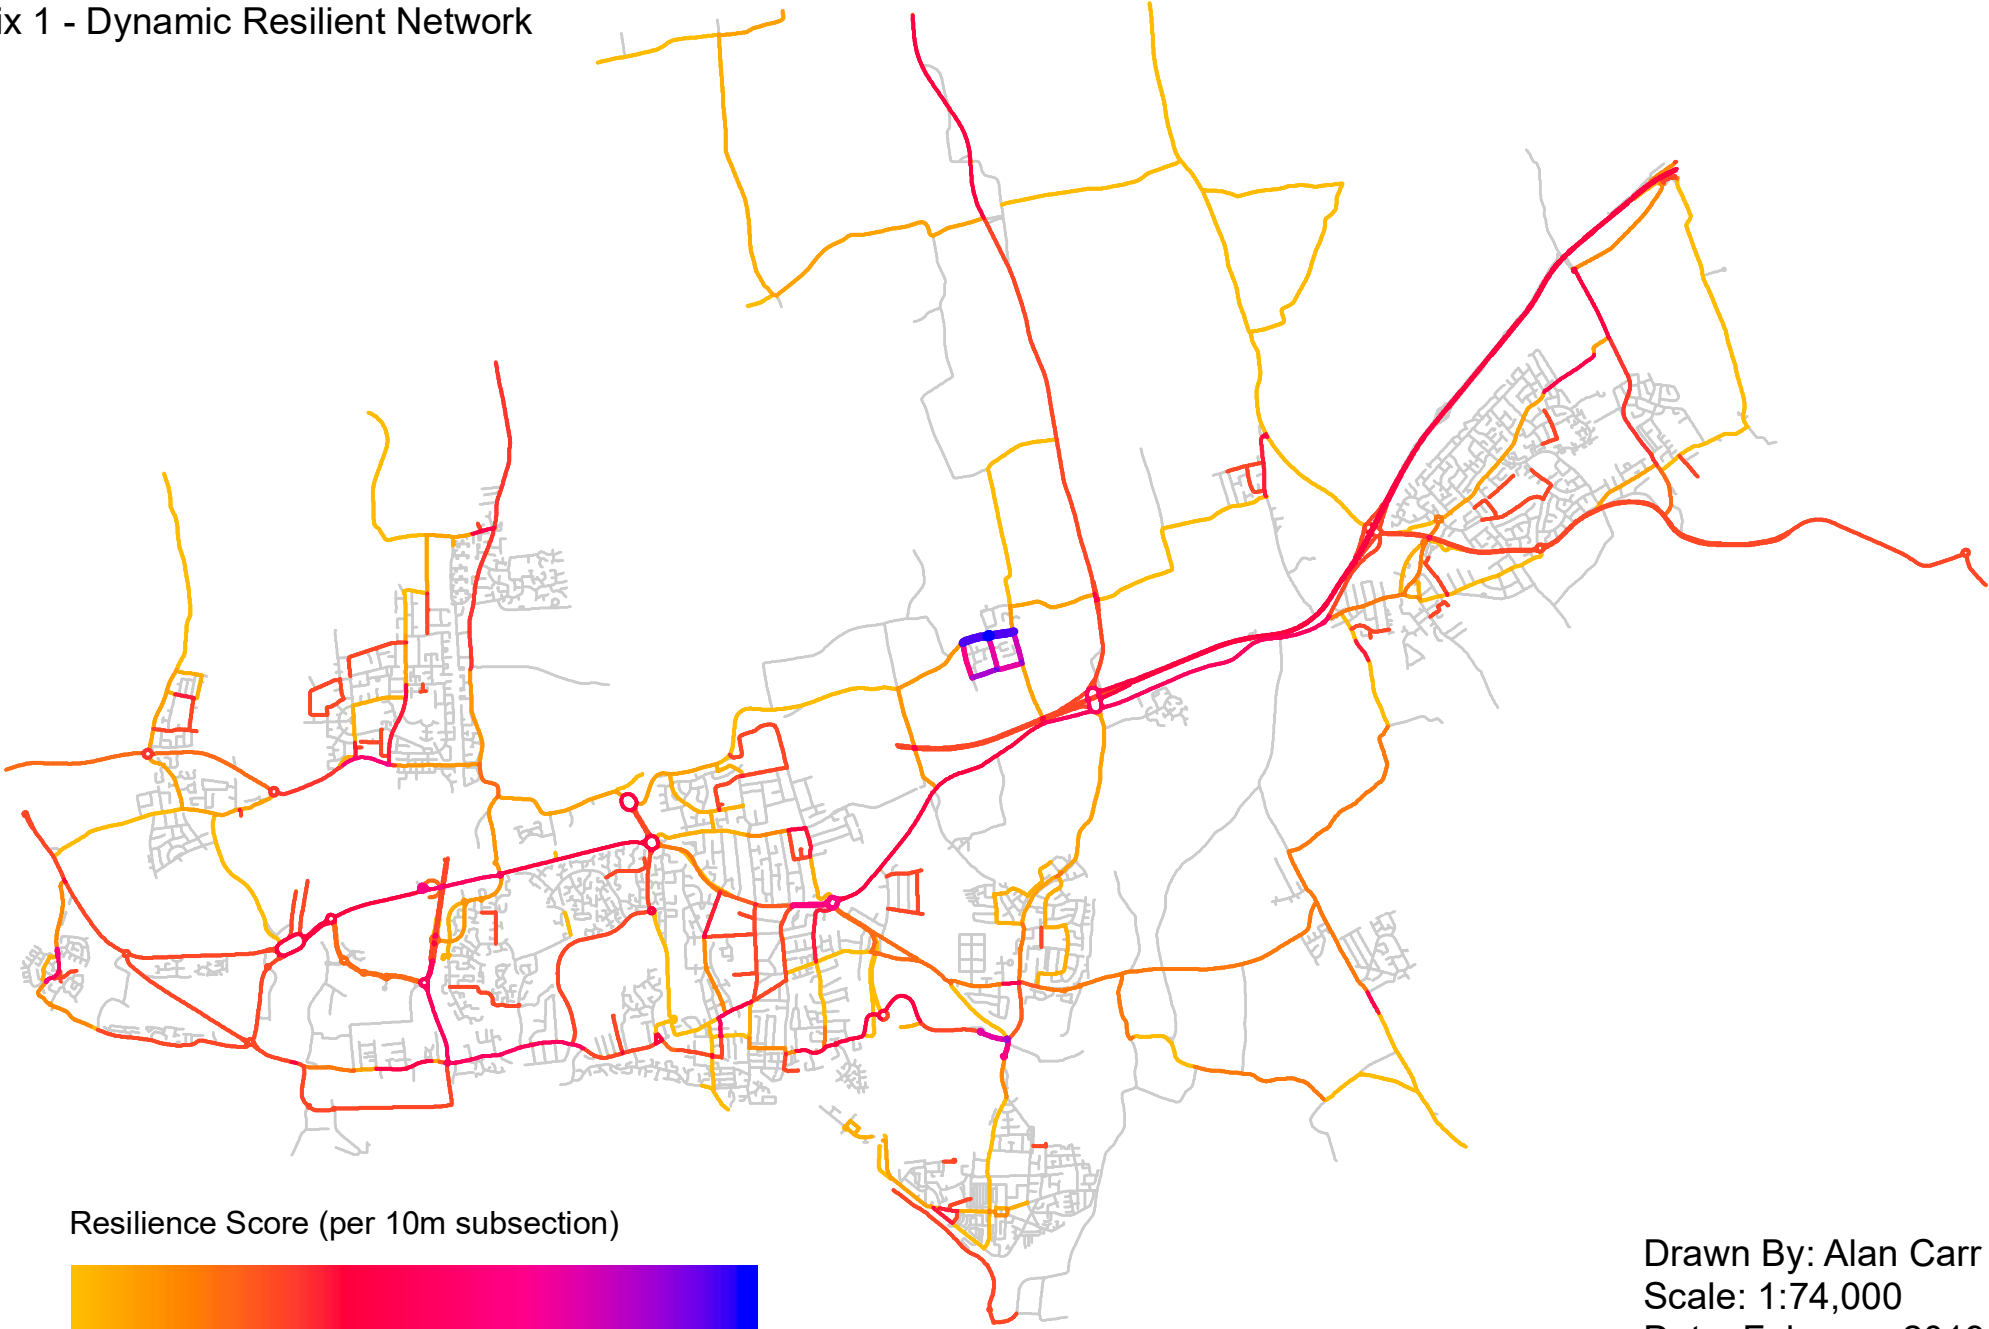 ix 1 - Dynamic Resilient Network
Resilience Score (per 10m subsection)
Drawn By: Alan Carr
Scale: 1:74,000